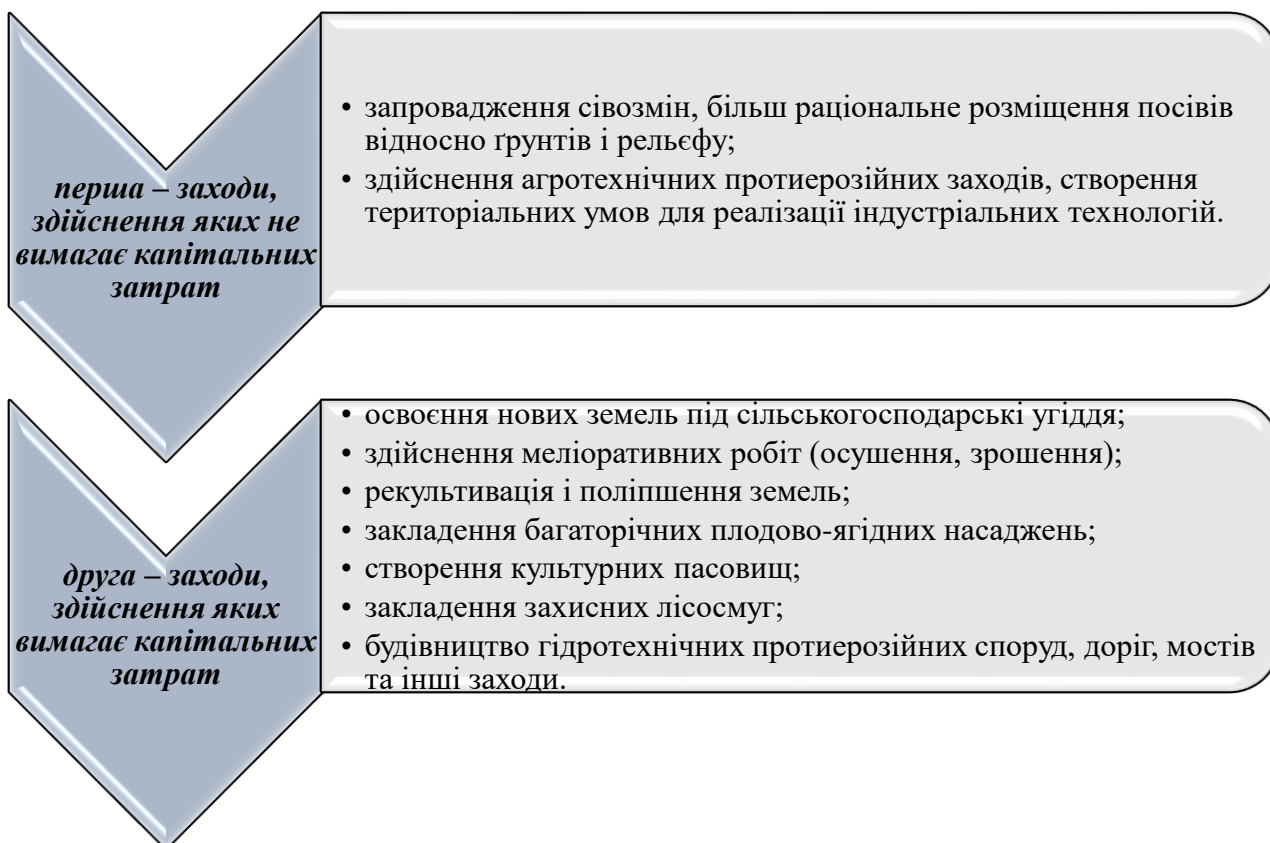 перша – заходи,
здійснення яких не
вимагає капітальних
затрат
• запровадження сівозмін, більш раціональне розміщення посівів
відносно ґрунтів і рельєфу;
• здійснення агротехнічних протиерозійних заходів, створення
територіальних умов для реалізації індустріальних технологій.
друга – заходи,
здійснення яких
вимагає капітальних
затрат
• освоєння нових земель під сільськогосподарські угіддя;
• здійснення меліоративних робіт (осушення, зрошення);
• рекультивація і поліпшення земель;
• закладення багаторічних плодово-ягідних насаджень;
• створення культурних пасовищ;
• закладення захисних лісосмуг;
• будівництво гідротехнічних протиерозійних споруд, доріг, мостів
та інші заходи.